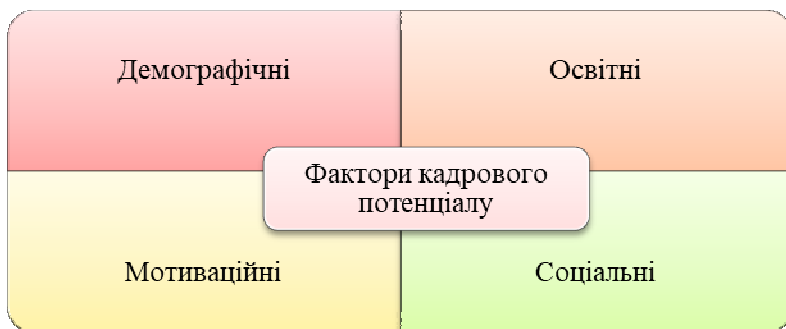 Демографічні
Освітні
Фактори кадрового
потенціалу
Мотиваційні
Соціальні